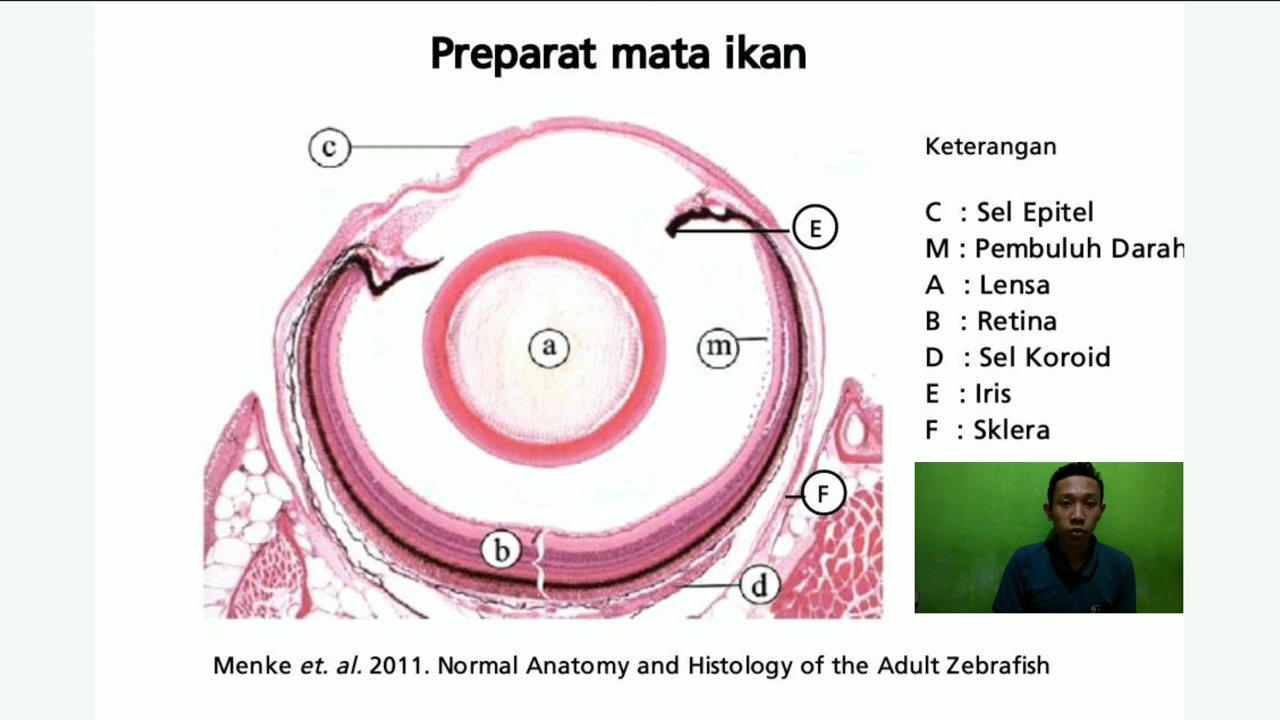 Preparat mata ikan
c
E
a
m
F
b
d
Keterangan
C : Sel Epitel
M : Pembuluh Darah
A : Lensa
B : Retina
D : Sel Koroid
E : Iris
F : Sklera
Menke et. al. 2011. Normal Anatomy and Histology of the Adult Zebrafish